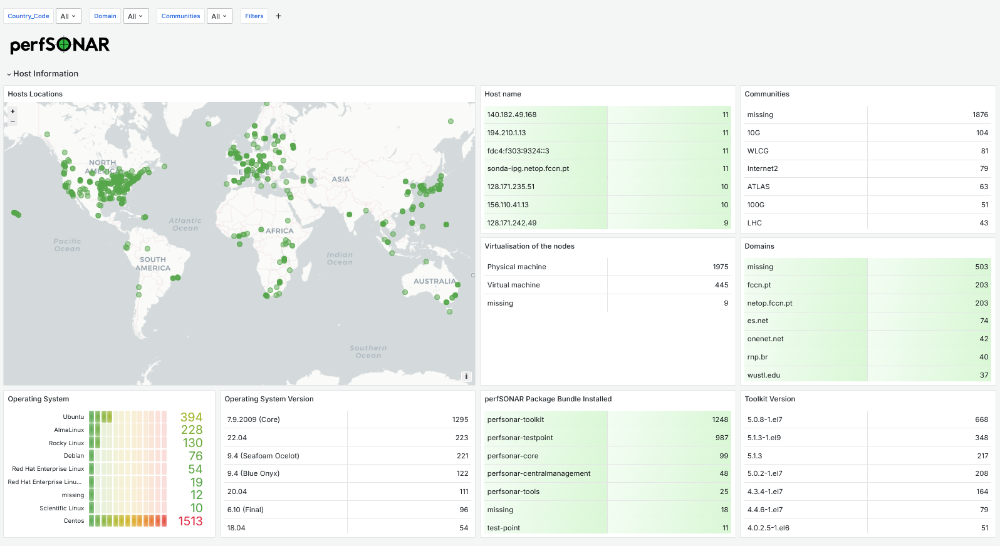 Country_Code All Domain All Communities All Filters +
perfSONAR
Host Information
Hosts Locations
+
−
NORTH
AMERICA
EUROPE
ASIA
Atlantic
Ocean
AFRICA
Pacific
Ocean
Indian
Ocean
SOUTH
AMERICA
AUSTRALIA
Southern
Ocean
i
Host name
140.182.49.168 11
194.210.1.13 11
fdc4:f303:9324::3 11
sonda-ipg.netop.fccn.pt 11
128.171.235.51 10
156.110.41.13 10
128.171.242.49 9
Communities
missing 1876
10G 104
WLCG 81
Internet2 79
ATLAS 63
100G 51
LHC 43
Virtualisation of the nodes
Physical machine 1975
Virtual machine 445
missing 9
Domains
missing 503
fccn.pt 203
netop.fccn.pt 203
es.net 74
onenet.net 42
rnp.br 40
wustl.edu 37
Operating System
Ubuntu 394
AlmaLinux 228
Rocky Linux 130
Debian 76
Red Hat Enterprise Linux 54
Red Hat Enterprise Linu... 19
missing 12
Scientific Linux 10
Centos 1513
Operating System Version
7.9.2009 (Core) 1295
22.04 223
9.4 (Seafoam Ocelot) 221
9.4 (Blue Onyx) 122
20.04 111
6.10 (Final) 96
18.04 54
perfSONAR Package Bundle Installed
perfsonar-toolkit 1248
perfsonar-testpoint 987
perfsonar-core 99
perfsonar-centralmanagement 48
perfsonar-tools 25
missing 18
test-point 11
Toolkit Version
5.0.8-1.el7 668
5.1.3-1.el9 348
5.1.3 217
5.0.2-1.el7 208
4.3.4-1.el7 164
4.4.6-1.el7 79
4.0.2.5-1.el6 51